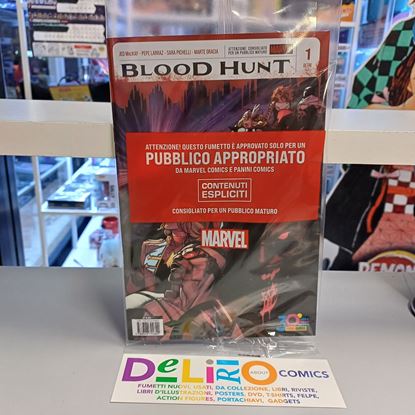 JED MacKAY • PEPE LARRAZ • SARA PICHELLI • MARTE GRACIA
ATTENZIONE: CONSIGLIATO
PER UN PUBBLICO MATURO
1
BLOOD HUNT
ATTENZIONE! QUESTO FUMETTO È APPROVATO SOLO PER UN
PUBBLICO APPROPRIATO
DA MARVEL COMICS E PANINI COMICS
CONTENUTI
ESPLICITI
CONSIGLIATO PER UN PUBBLICO MATURO
MARVEL
DEMON
DeLiRiO
ABOUT
COMICS
FUMETTI NUOVI, USATI, DA COLLEZIONE, LIBRI, RIVISTE,
LIBRI D'ILLUSTRAZIONI, POSTERS, DVD, T.SHIRTS, FELPE,
ACTION FIGURES, PORTACHIAVI, GADGETS